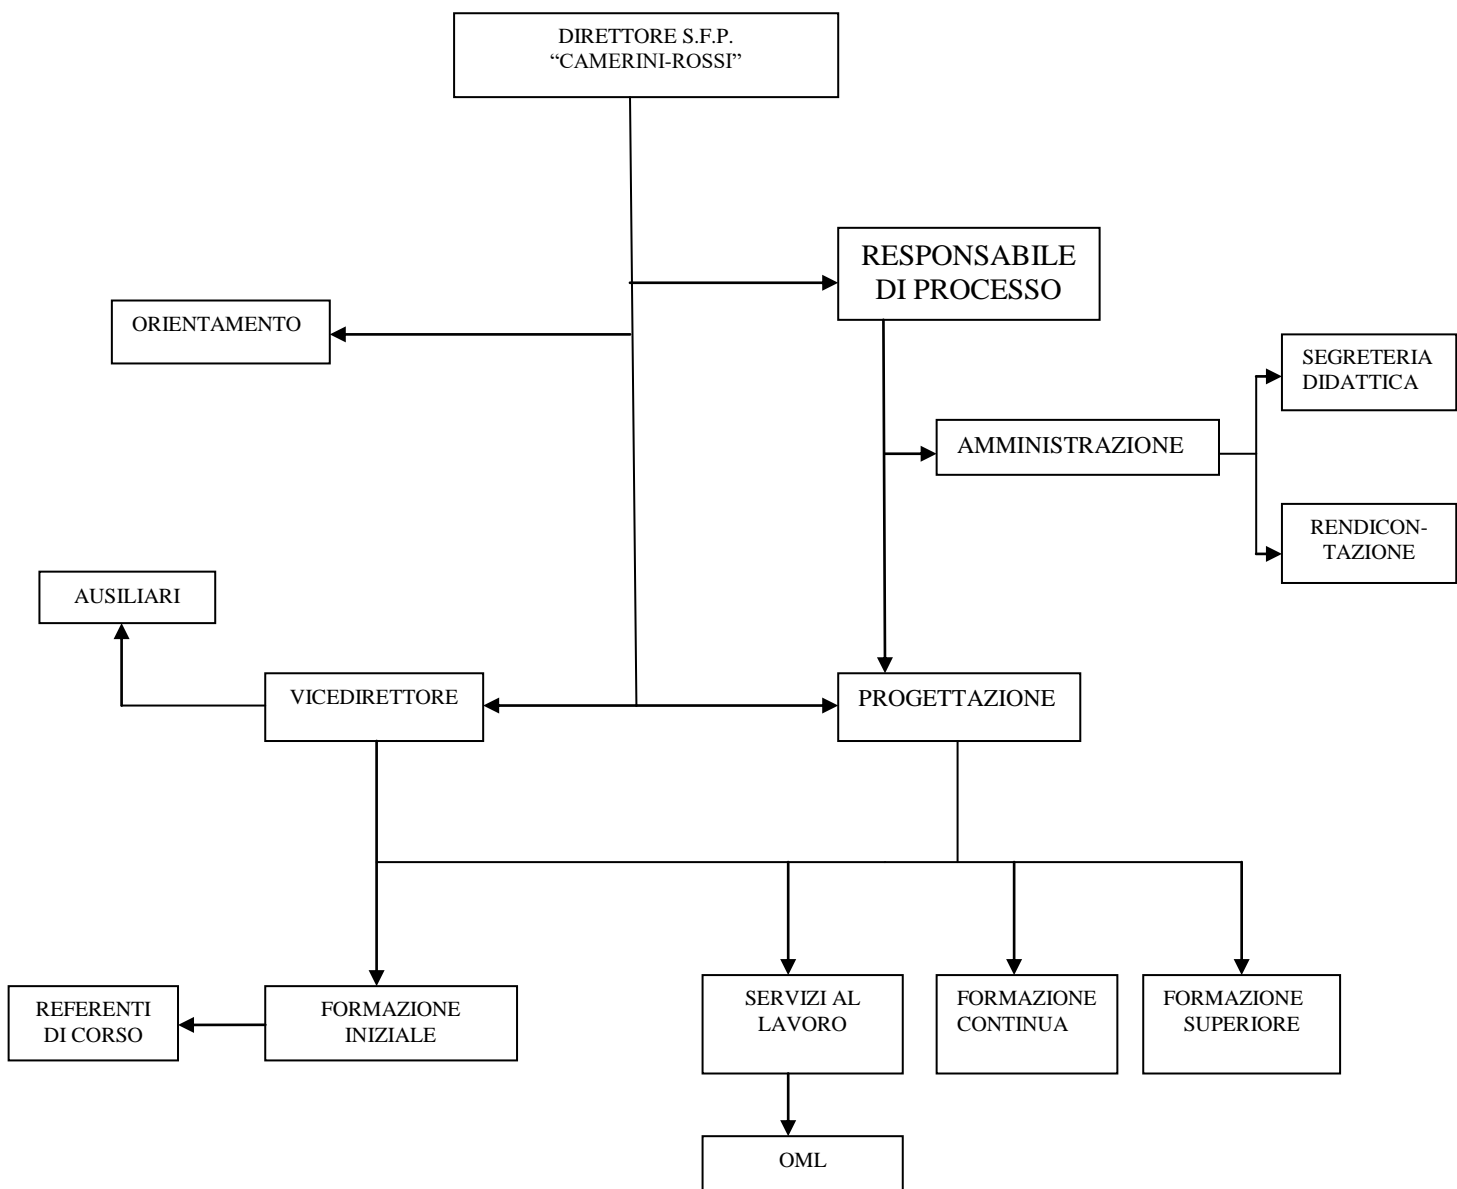 DIRETTORE S.F.P.
“CAMERINI-ROSSI”
RESPONSABILE
DI PROCESSO
ORIENTAMENTO
SEGRETERIA
DIDATTICA
AMMINISTRAZIONE
RENDICON-
TAZIONE
AUSILIARI
VICEDIRETTORE
PROGETTAZIONE
REFERENTI
DI CORSO
FORMAZIONE
INIZIALE
SERVIZI AL
LAVORO
FORMAZIONE
CONTINUA
FORMAZIONE
SUPERIORE
OML